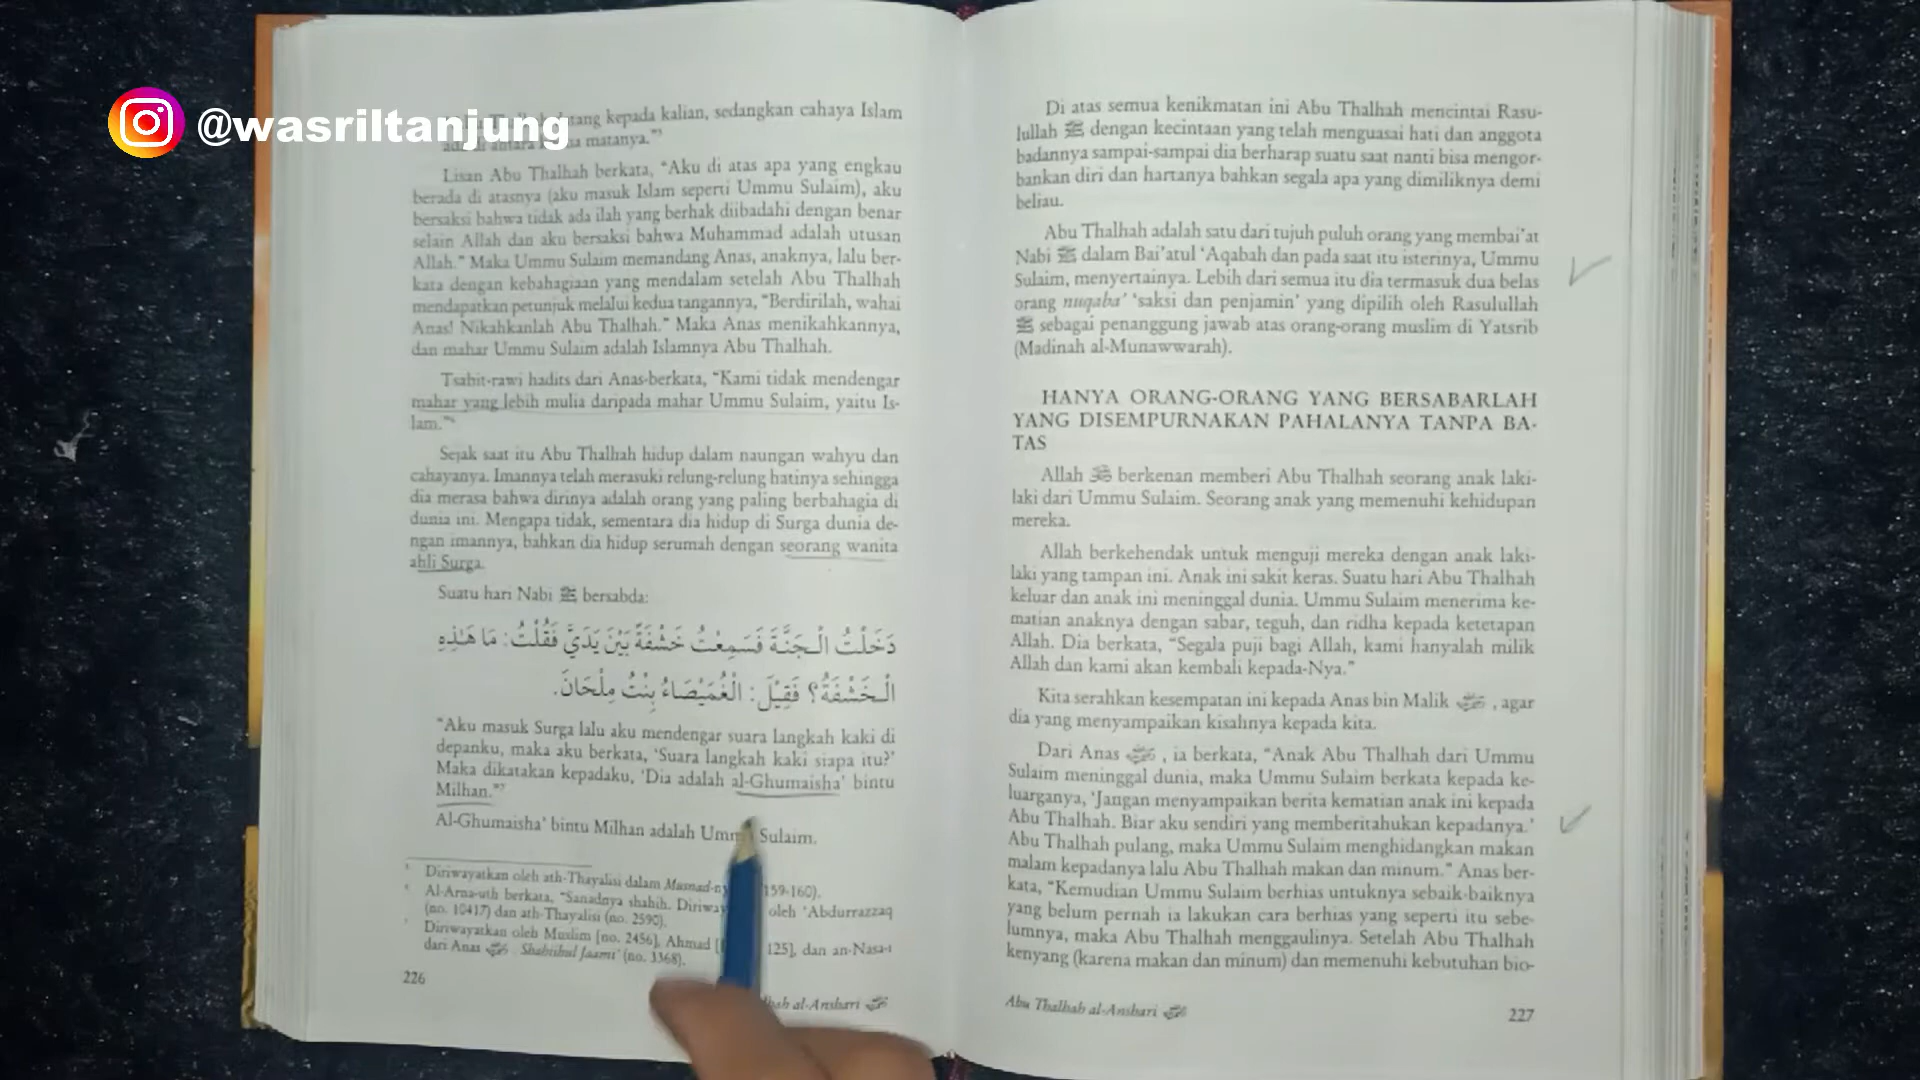 @wasriltanjung
tang kepada kalian, sedangkan cahaya Islam
matanya."⁵
Lisan Abu Thalhah berkata, "Aku di atas apa yang engkau
berada di atasnya (aku masuk Islam seperti Ummu Sulaim), aku
bersaksi bahwa tidak ada ilah yang berhak diibadahi dengan benar
selain Allah dan aku bersaksi bahwa Muhammad adalah utusan
Allah." Maka Ummu Sulaim memandang Anas, anaknya, lalu ber-
kata dengan kebahagiaan yang mendalam setelah Abu Thalhah
mendapatkan petunjuk melalui kedua tangannya, "Berdirilah, wahai
Anas! Nikahkanlah Abu Thalhah." Maka Anas menikahkannya,
dan mahar Ummu Sulaim adalah Islamnya Abu Thalhah.
Tsabit-rawi hadits dari Anas-berkata, "Kami tidak mendengar
mahar yang lebih mulia daripada mahar Ummu Sulaim, yaitu Is-
lam."⁶
Sejak saat itu Abu Thalhah hidup dalam naungan wahyu dan
cahayanya. Imannya telah merasuki relung-relung hatinya sehingga
dia merasa bahwa dirinya adalah orang yang paling berbahagia di
dunia ini. Mengapa tidak, sementara dia hidup di Surga dunia de-
ngan imannya, bahkan dia hidup serumah dengan seorang wanita
ahli Surga.
Suatu hari Nabi ﷺ bersabda:
دَخَلْتُ الْجَنَّةَ فَسَمِعْتُ خَشْفَةً بَيْنَ يَدَيَّ فَقُلْتُ: مَا هَٰذِهِ
الْخَشْفَةُ؟ فَقِيْلَ: الْغُمَيْصَاءُ بِنْتُ مِلْحَانَ.
"Aku masuk Surga lalu aku mendengar suara langkah kaki di
depanku, maka aku berkata, 'Suara langkah kaki siapa itu?'
Maka dikatakan kepadaku, 'Dia adalah al-Ghumaisha' bintu
Milhan."⁷
Al-Ghumaisha' bintu Milhan adalah Ummu Sulaim.
⁵ Diriwayatkan oleh ath-Thayalisi dalam Musnad-ny 159-160).
⁶ Al-Arna-uth berkata, "Sanadnya shahih. Diriway oleh 'Abdurrazzaq
(no. 10417) dan ath-Thayalisi (no. 2590).
⁷ Diriwayatkan oleh Muslim [no. 2456], Ahmad [ 125], dan an-Nasa-i
dari Anas ﷺ. Shahiihul Jaami' (no. 3368).
226
hah al-Anshari
Di atas semua kenikmatan ini Abu Thalhah mencintai Rasu-
lullah ﷺ dengan kecintaan yang telah menguasai hati dan anggota
badannya sampai-sampai dia berharap suatu saat nanti bisa mengor-
bankan diri dan hartanya bahkan segala apa yang dimiliknya demi
beliau.
Abu Thalhah adalah satu dari tujuh puluh orang yang membai'at
Nabi ﷺ dalam Bai'atul 'Aqabah dan pada saat itu isterinya, Ummu
Sulaim, menyertainya. Lebih dari semua itu dia termasuk dua belas
orang nuqaba' 'saksi dan penjamin' yang dipilih oleh Rasulullah
ﷺ sebagai penanggung jawab atas orang-orang muslim di Yatsrib
(Madinah al-Munawwarah).
HANYA ORANG-ORANG YANG BERSABARLAH
YANG DISEMPURNAKAN PAHALANYA TANPA BA-
TAS
Allah berkenan memberi Abu Thalhah seorang anak laki-
laki dari Ummu Sulaim. Seorang anak yang memenuhi kehidupan
mereka.
Allah berkehendak untuk menguji mereka dengan anak laki-
laki yang tampan ini. Anak ini sakit keras. Suatu hari Abu Thalhah
keluar dan anak ini meninggal dunia. Ummu Sulaim menerima ke-
matian anaknya dengan sabar, teguh, dan ridha kepada ketetapan
Allah. Dia berkata, "Segala puji bagi Allah, kami hanyalah milik
Allah dan kami akan kembali kepada-Nya."
Kita serahkan kesempatan ini kepada Anas bin Malik , agar
dia yang menyampaikan kisahnya kepada kita.
Dari Anas , ia berkata, "Anak Abu Thalhah dari Ummu
Sulaim meninggal dunia, maka Ummu Sulaim berkata kepada ke-
luarganya, 'Jangan menyampaikan berita kematian anak ini kepada
Abu Thalhah. Biar aku sendiri yang memberitahukan kepadanya.'
Abu Thalhah pulang, maka Ummu Sulaim menghidangkan makan
malam kepadanya lalu Abu Thalhah makan dan minum." Anas ber-
kata, "Kemudian Ummu Sulaim berhias untuknya sebaik-baiknya
yang belum pernah ia lakukan cara berhias yang seperti itu sebe-
lumnya, maka Abu Thalhah menggaulinya. Setelah Abu Thalhah
kenyang (karena makan dan minum) dan memenuhi kebutuhan bio-
Abu Thalhah al-Anshari
227